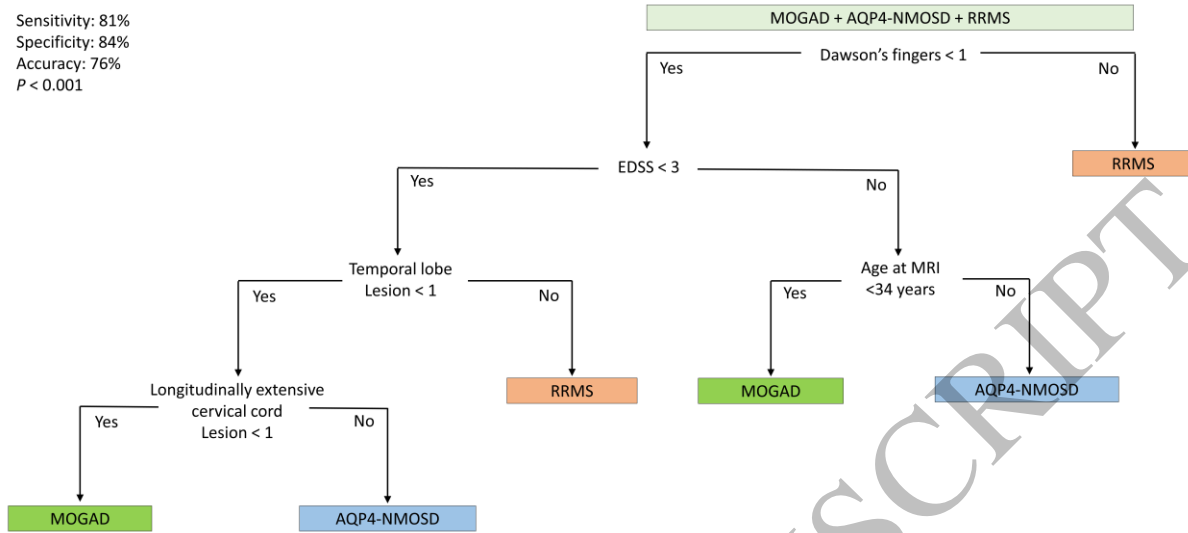 Sensitivity: 81%
Specificity: 84%
Accuracy: 76%
P < 0.001
MOGAD + AQP4-NMOSD + RRMS
Dawson's fingers < 1
Yes
No
RRMS
EDSS < 3
Yes
No
Temporal lobe
Lesion < 1
Yes
No
Age at MRI
<34 years
Yes
No
RRMS
MOGAD
AQP4-NMOSD
Longitudinally extensive
cervical cord
Lesion < 1
Yes
No
MOGAD
AQP4-NMOSD